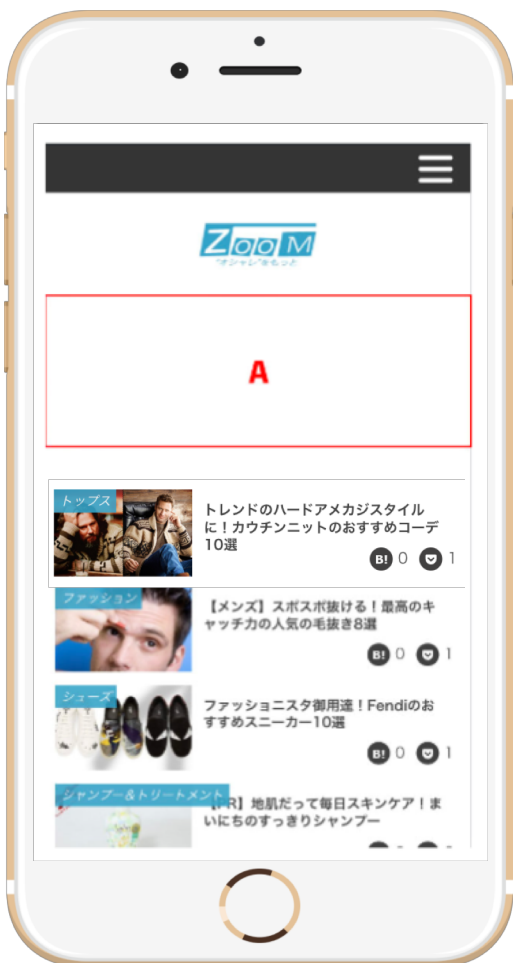 ZooM
"オシャレ"をもっと
A
トップス
トレンドのハードアメカジスタイル
に！カウチンニットのおすすめコーデ
10選
B! 0 1
ファッション
【メンズ】スポスポ抜ける！最高のキ
ャッチ力の人気の毛抜き8選
B! 0 1
シューズ
ファッショニスタ御用達！Fendiのお
すすめスニーカー10選
B! 0 1
シャンプー&トリートメント
【PR】地肌だって毎日スキンケア！ま
いにちのすっきりシャンプー